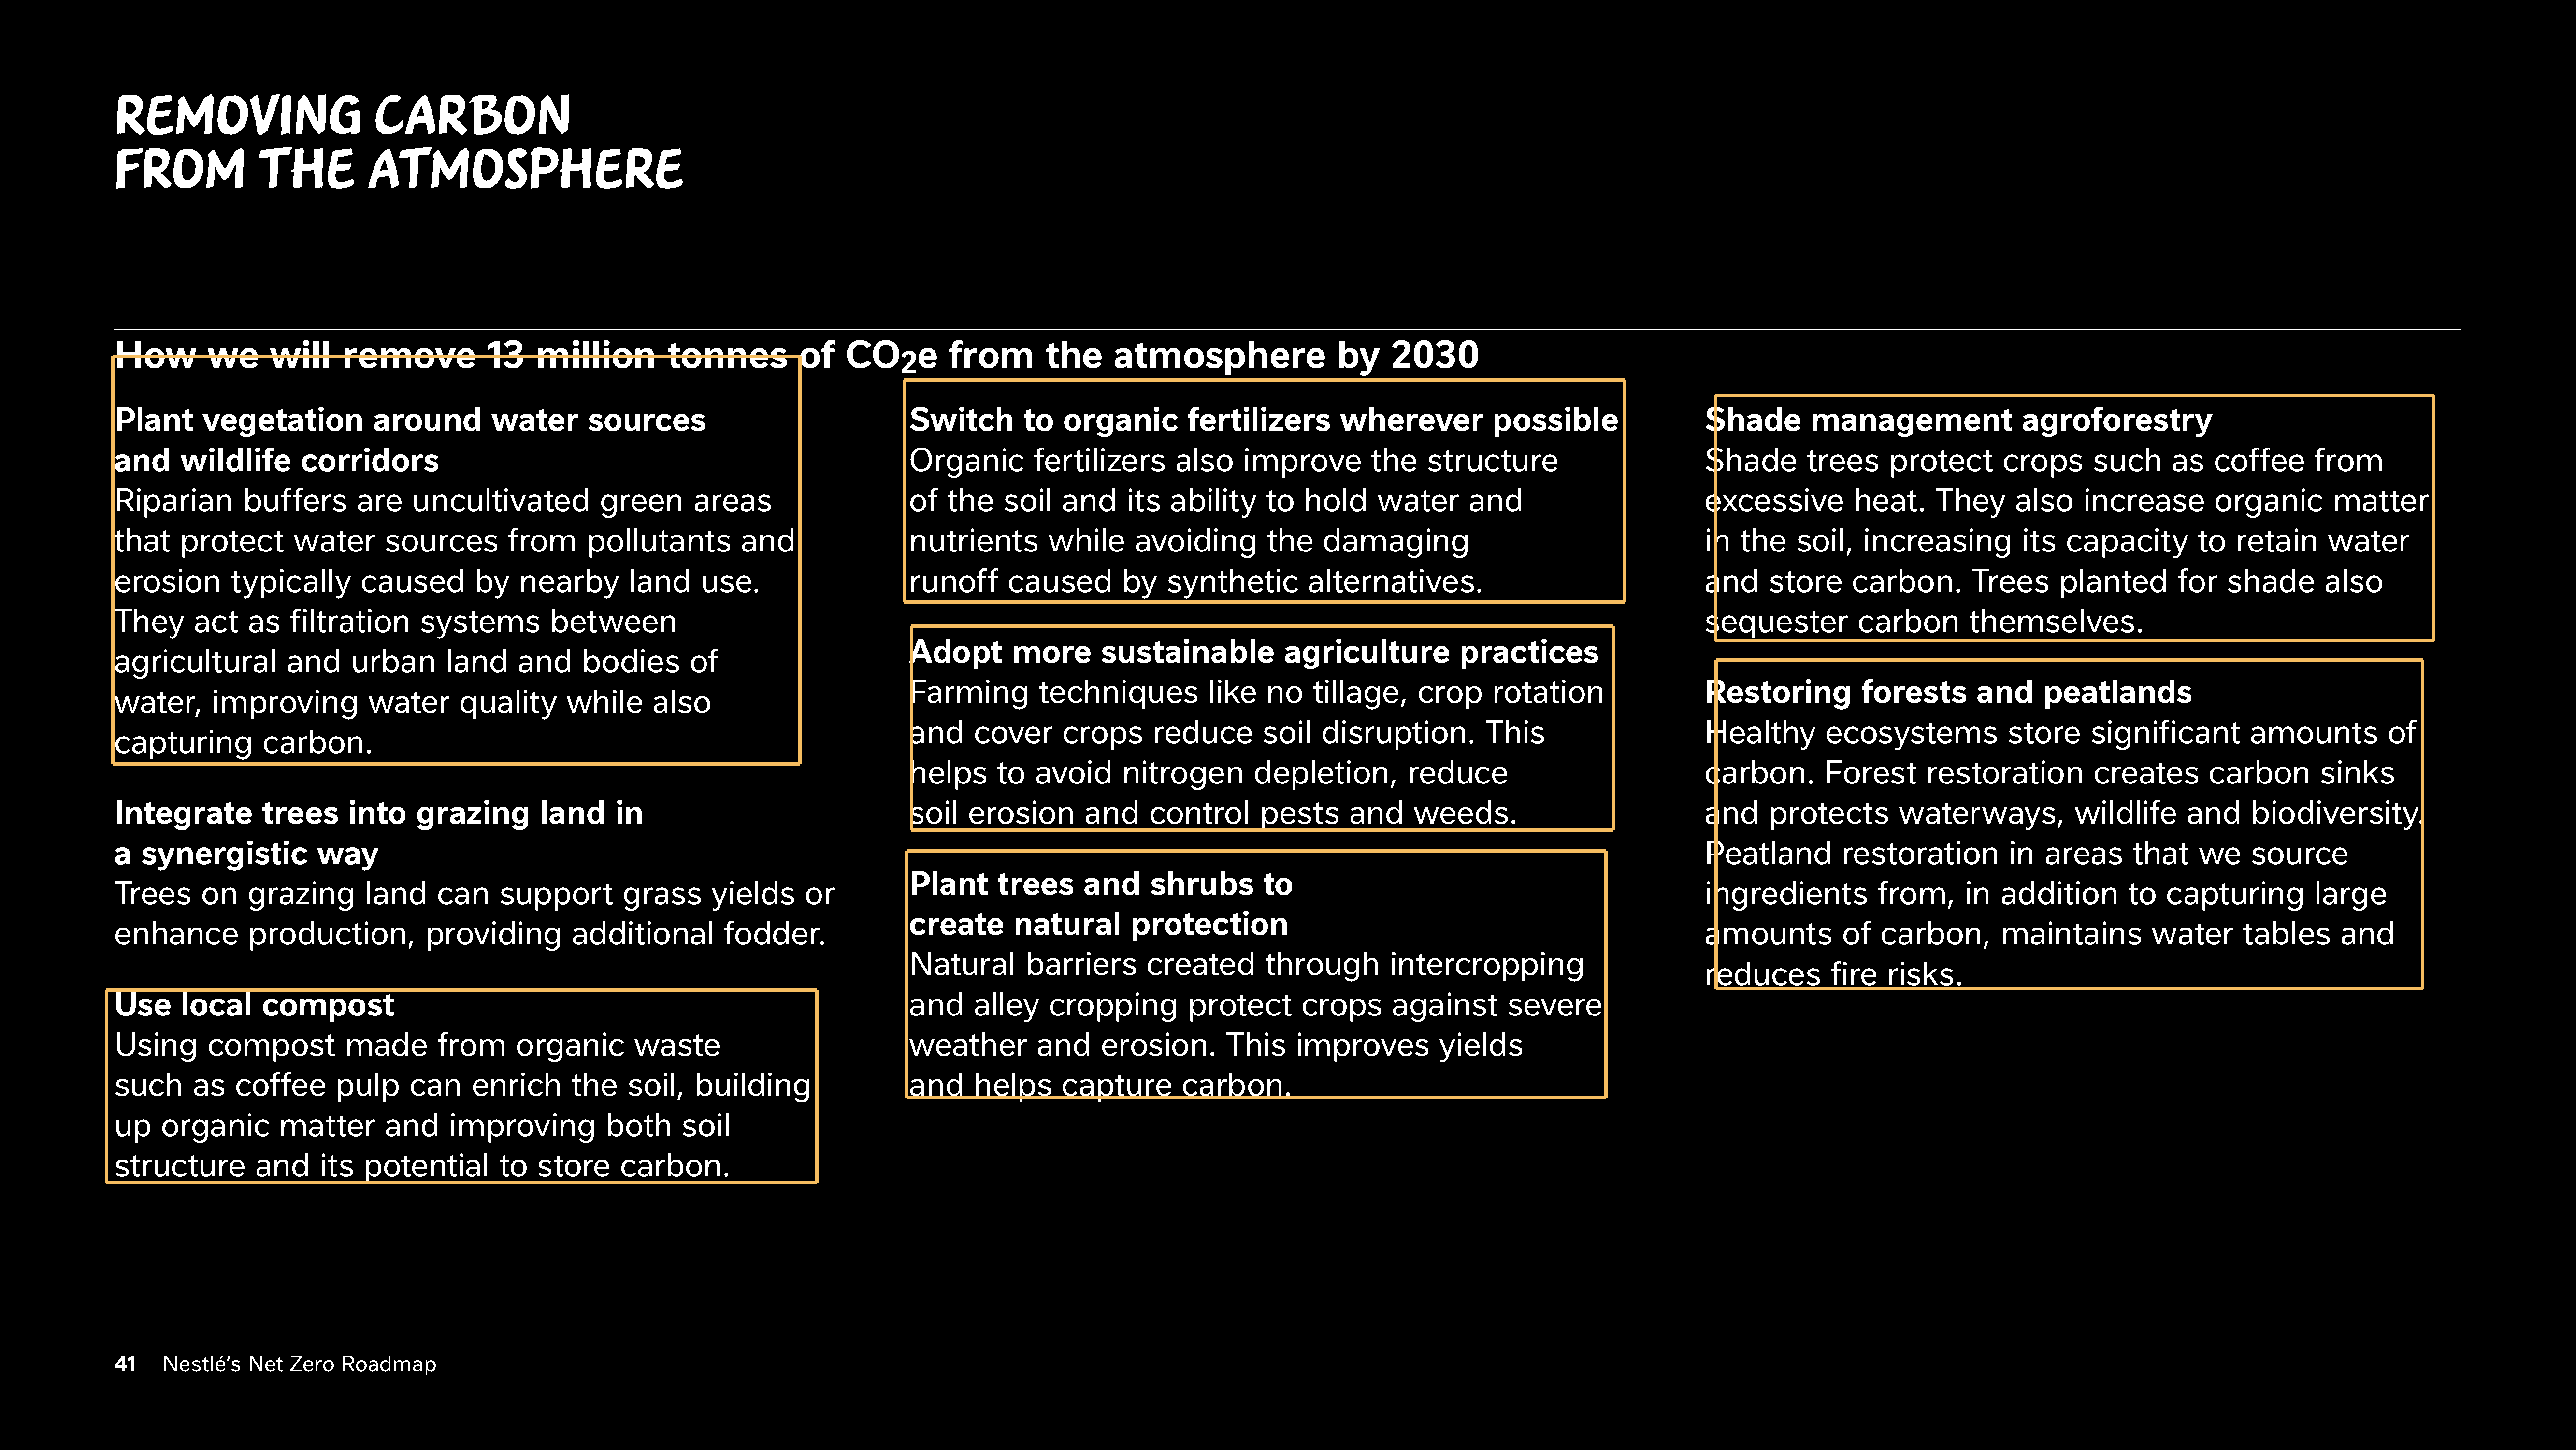 REMOVING CARBON
FROM THE ATMOSPHERE
How we will remove 13 million tonnes of CO2e from the atmosphere by 2030
Plant vegetation around water sources
and wildlife corridors
Riparian buffers are uncultivated green areas
that protect water sources from pollutants and
erosion typically caused by nearby land use.
They act as filtration systems between
agricultural and urban land and bodies of
water, improving water quality while also
capturing carbon.
Integrate trees into grazing land in
a synergistic way
Trees on grazing land can support grass yields or
enhance production, providing additional fodder.
Use local compost
Using compost made from organic waste
such as coffee pulp can enrich the soil, building
up organic matter and improving both soil
structure and its potential to store carbon.
Switch to organic fertilizers wherever possible
Organic fertilizers also improve the structure
of the soil and its ability to hold water and
nutrients while avoiding the damaging
runoff caused by synthetic alternatives.
Adopt more sustainable agriculture practices
Farming techniques like no tillage, crop rotation
and cover crops reduce soil disruption. This
helps to avoid nitrogen depletion, reduce
soil erosion and control pests and weeds.
Plant trees and shrubs to
create natural protection
Natural barriers created through intercropping
and alley cropping protect crops against severe
weather and erosion. This improves yields
and helps capture carbon.
Shade management agroforestry
Shade trees protect crops such as coffee from
excessive heat. They also increase organic matter
in the soil, increasing its capacity to retain water
and store carbon. Trees planted for shade also
sequester carbon themselves.
Restoring forests and peatlands
Healthy ecosystems store significant amounts of
carbon. Forest restoration creates carbon sinks
and protects waterways, wildlife and biodiversity.
Peatland restoration in areas that we source
ingredients from, in addition to capturing large
amounts of carbon, maintains water tables and
reduces fire risks.
41 Nestlé’s Net Zero Roadmap